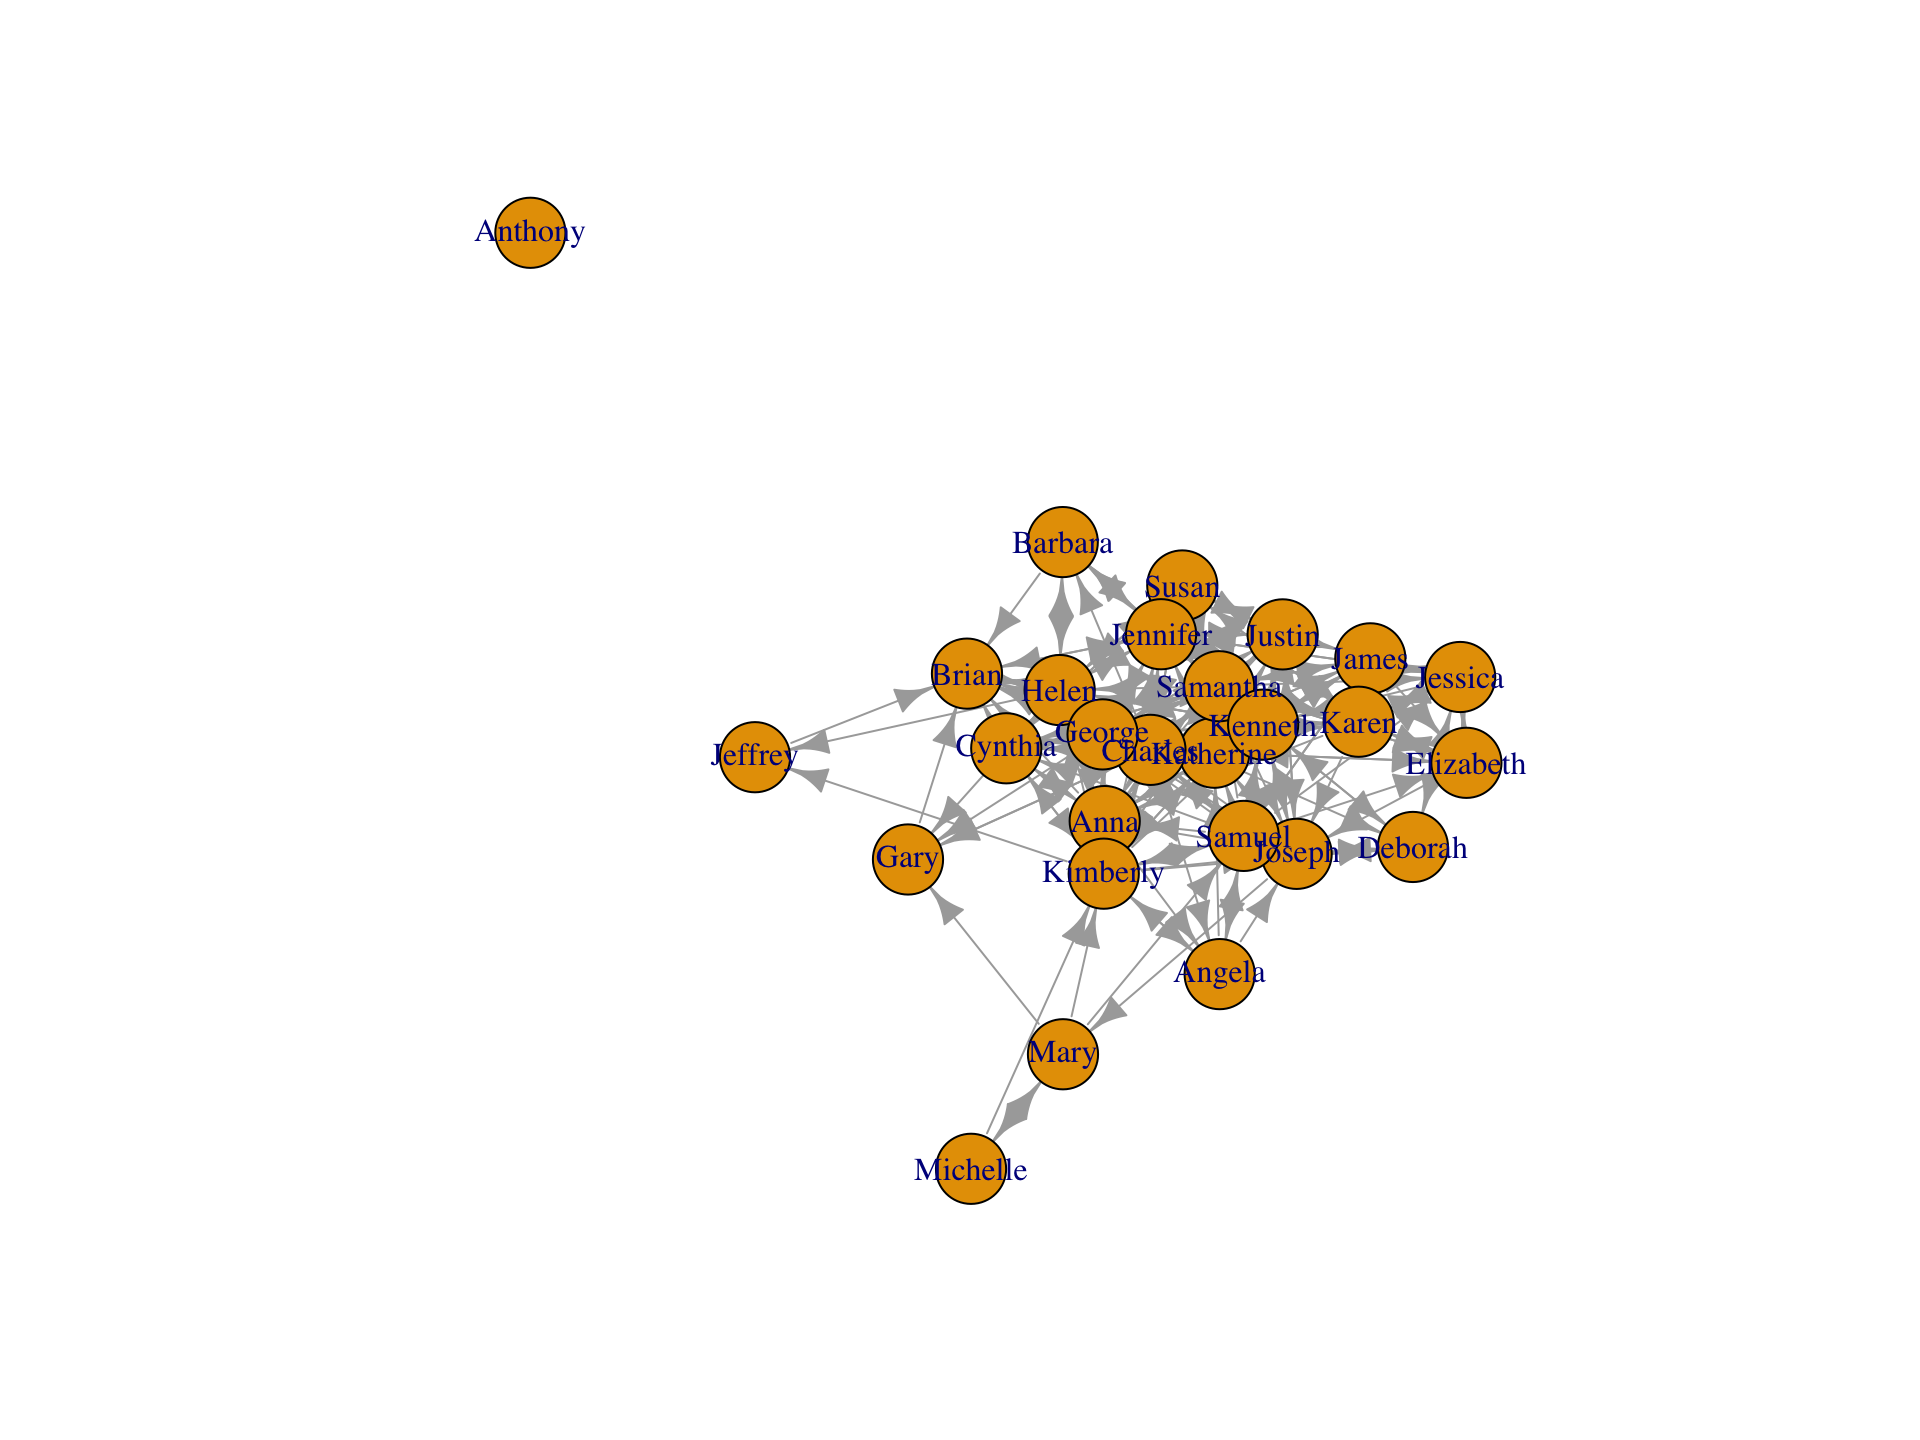 Anthony
Barbara
Susan
Jennifer
Justin
James
Brian
Jessica
Samantha
Helen
Karen
Kenneth
George
Cynthia
Charles
Katherine
Jeffrey
Elizabeth
Anna
Samuel
Joseph
Deborah
Gary
Kimberly
Angela
Mary
Michelle